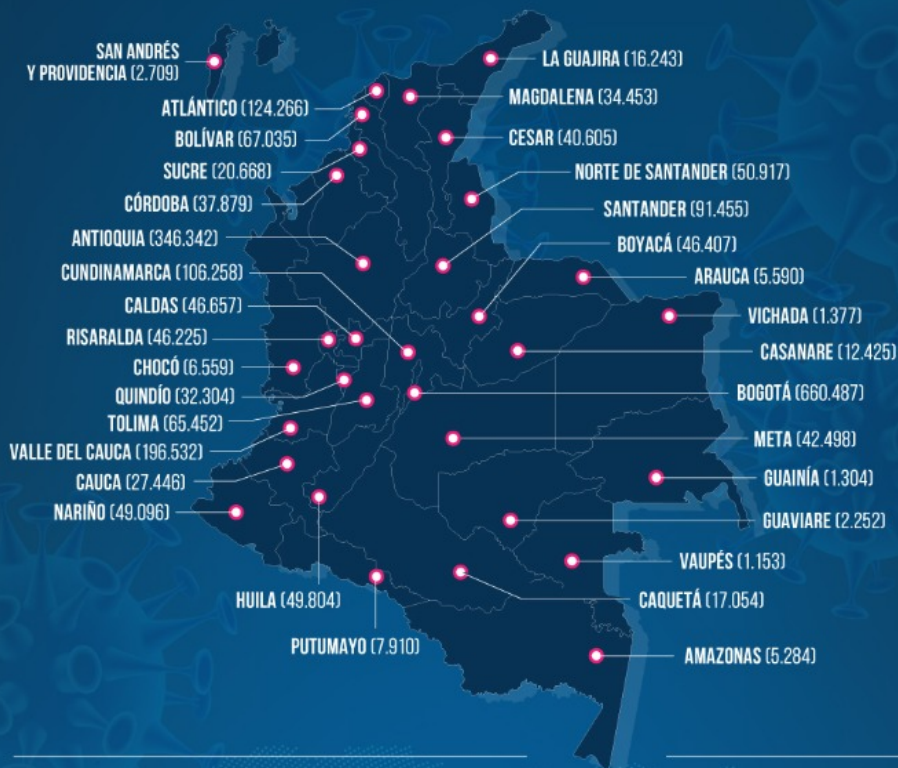 SAN ANDRÉS
Y PROVIDENCIA (2.709)
ATLÁNTICO (124.266)
BOLÍVAR (67.035)
SUCRE (20.668)
CÓRDOBA (37.879)
ANTIOQUIA (346.342)
CUNDINAMARCA (106.258)
CALDAS (46.657)
RISARALDA (46.225)
CHOCÓ (6.559)
QUINDÍO (32.304)
TOLIMA (65.452)
VALLE DEL CAUCA (196.532)
CAUCA (27.446)
NARIÑO (49.096)
HUILA (49.804)
PUTUMAYO (7.910)
LA GUAJIRA (16.243)
MAGDALENA (34.453)
CESAR (40.605)
NORTE DE SANTANDER (50.917)
SANTANDER (91.455)
BOYACÁ (46.407)
ARAUCA (5.590)
VICHADA (1.377)
CASANARE (12.425)
BOGOTÁ (660.487)
META (42.498)
GUAINÍA (1.304)
GUAVIARE (2.252)
VAUPÉS (1.153)
CAQUETÁ (17.054)
AMAZONAS (5.284)